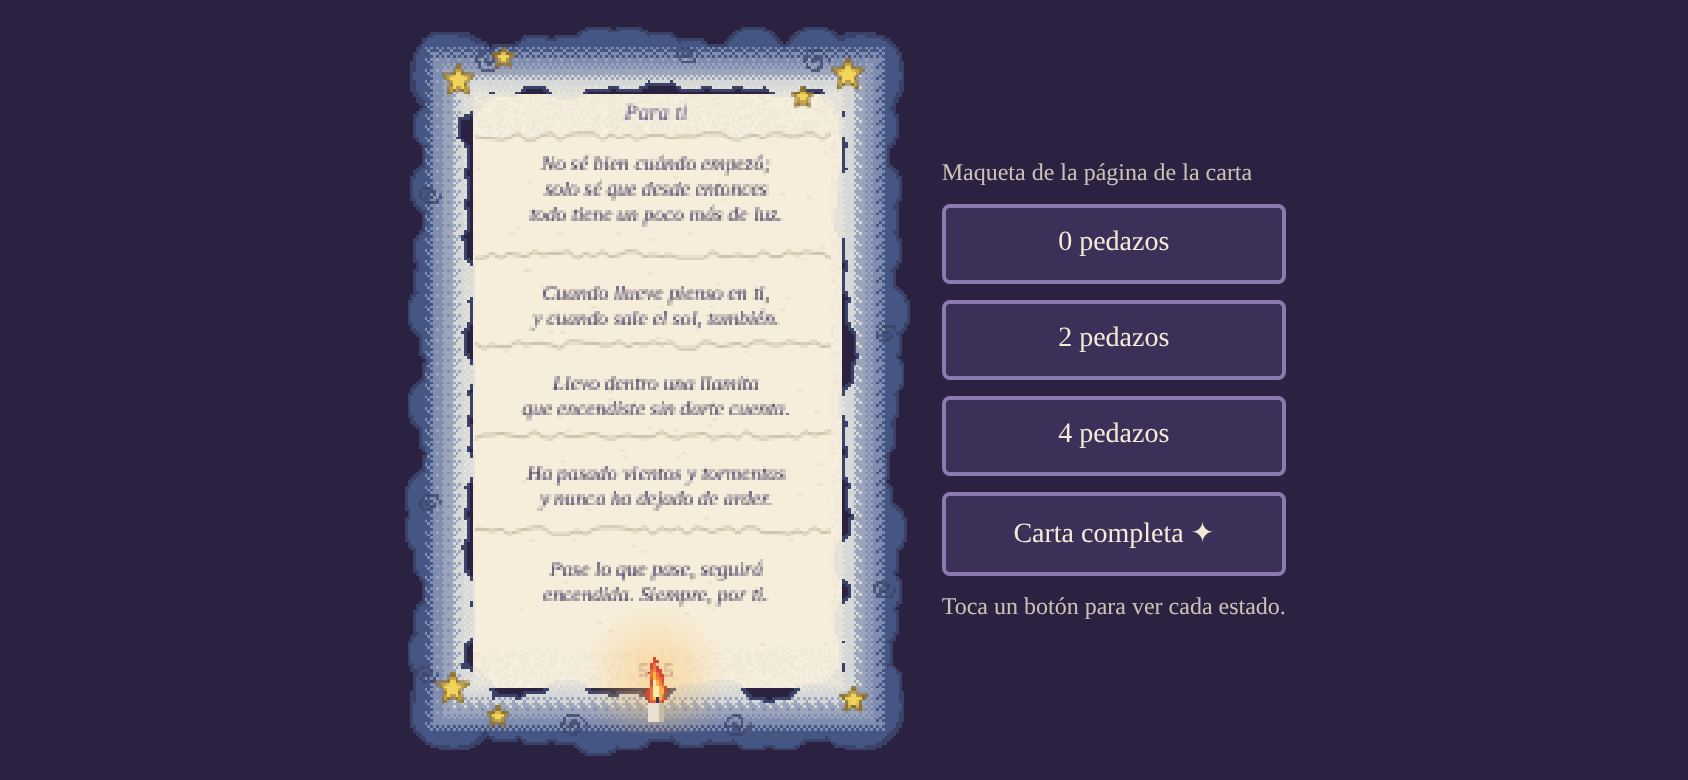 Para ti
No sé bien cuándo empezó;
solo sé que desde entonces
todo tiene un poco más de luz.
Cuando llueve pienso en ti,
y cuando sale el sol, también.
Llevo dentro una llamita
que encendiste sin darte cuenta.
Ha pasado vientos y tormentas
y nunca ha dejado de arder.
Pase lo que pase, seguirá
encendida. Siempre, por ti.
Maqueta de la página de la carta
0 pedazos
2 pedazos
4 pedazos
Carta completa ✦
Toca un botón para ver cada estado.